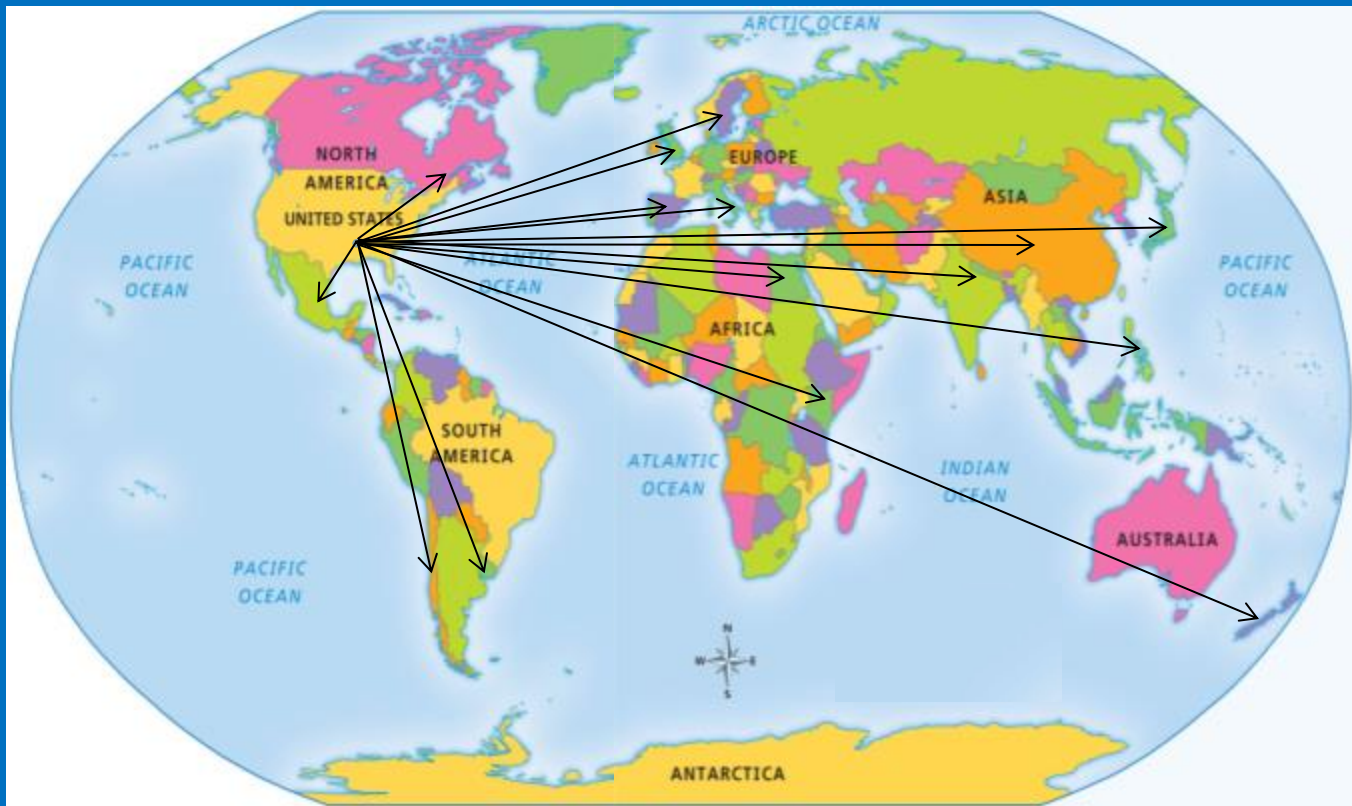 ARCTIC OCEAN
NORTH
AMERICA
UNITED STATES
EUROPE
ASIA
PACIFIC
OCEAN
ATLANTIC
OCEAN
PACIFIC
OCEAN
AFRICA
SOUTH
AMERICA
ATLANTIC
OCEAN
INDIAN
OCEAN
AUSTRALIA
PACIFIC
OCEAN
N
W E
S
ANTARCTICA